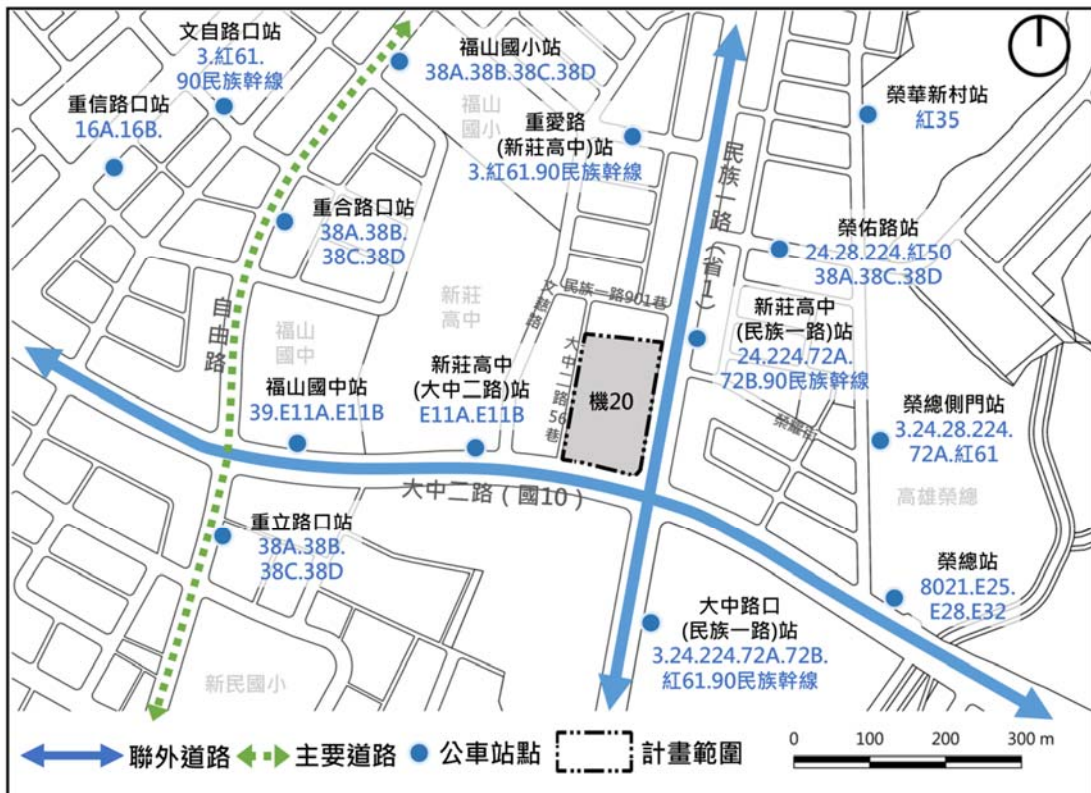 文自路口站
3.紅61.
90民族幹線
福山國小站
38A.38B.38C.38D
重信路口站
16A.16B.
福山
國小
重愛路
(新莊高中)站
3.紅61.90民族幹線
榮華新村站
紅35
民族一路（省1）
重合路口站
38A.38B.
38C.38D
榮佑路站
24.28.224.紅50
38A.38C.38D
自由路
新莊
高中
文慈路
民族一路901巷
新莊高中
(民族一路)站
24.224.72A.
72B.90民族幹線
福山
國中
福山國中站
39.E11A.E11B
新莊高中
(大中二路)站
E11A.E11B
大中二路56巷
機20
榮耀街
榮總側門站
3.24.28.224.
72A.紅61
高雄榮總
大中二路（國10）
重立路口站
38A.38B.
38C.38D
榮總站
8021.E25.
E28.E32
大中路口
(民族一路)站
3.24.224.72A.72B.
紅61.90民族幹線
新民國小
聯外道路
主要道路
公車站點
計畫範圍
0 100 200 300 m